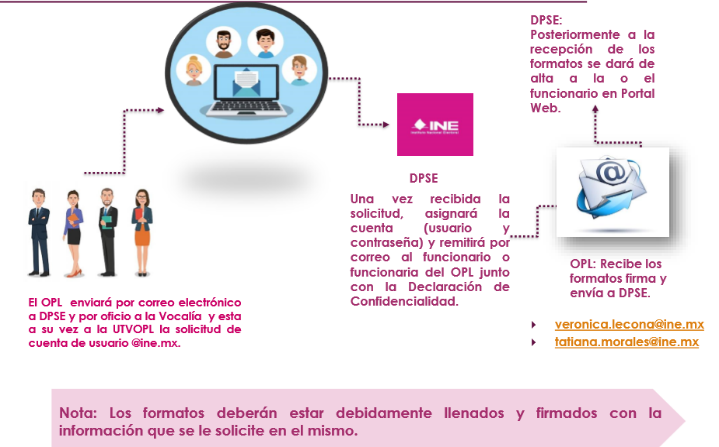 El OPL enviará por correo electrónico
a DPSE y por oficio a la Vocalía y esta
a su vez a la UTVOPL la solicitud de
cuenta de usuario @ine.mx.
INE
Instituto Nacional Electoral
DPSE
Una vez recibida la
solicitud, asignará la
cuenta (usuario y
contraseña) y remitirá por
correo al funcionario o
funcionaria del OPL junto
con la Declaración de
Confidencialidad.
@
OPL: Recibe los
formatos firma y
envía a DPSE.
veronica.lecona@ine.mx
tatiana.morales@ine.mx
DPSE:
Posteriormente a la
recepción de los
formatos se dará de
alta a la o el
funcionario en Portal
Web.
Nota: Los formatos deberán estar debidamente llenados y firmados con la
información que se le solicite en el mismo.